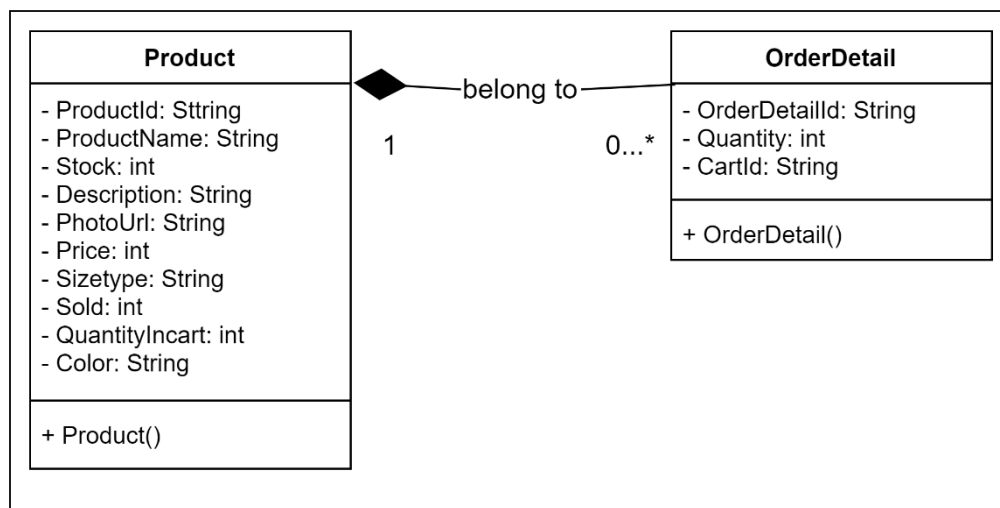 Product
- ProductId: Sttring
- ProductName: String
- Stock: int
- Description: String
- PhotoUrl: String
- Price: int
- Sizetype: String
- Sold: int
- QuantityIncart: int
- Color: String
+ Product()
belong to
1
0...*
OrderDetail
- OrderDetailId: String
- Quantity: int
- CartId: String
+ OrderDetail()